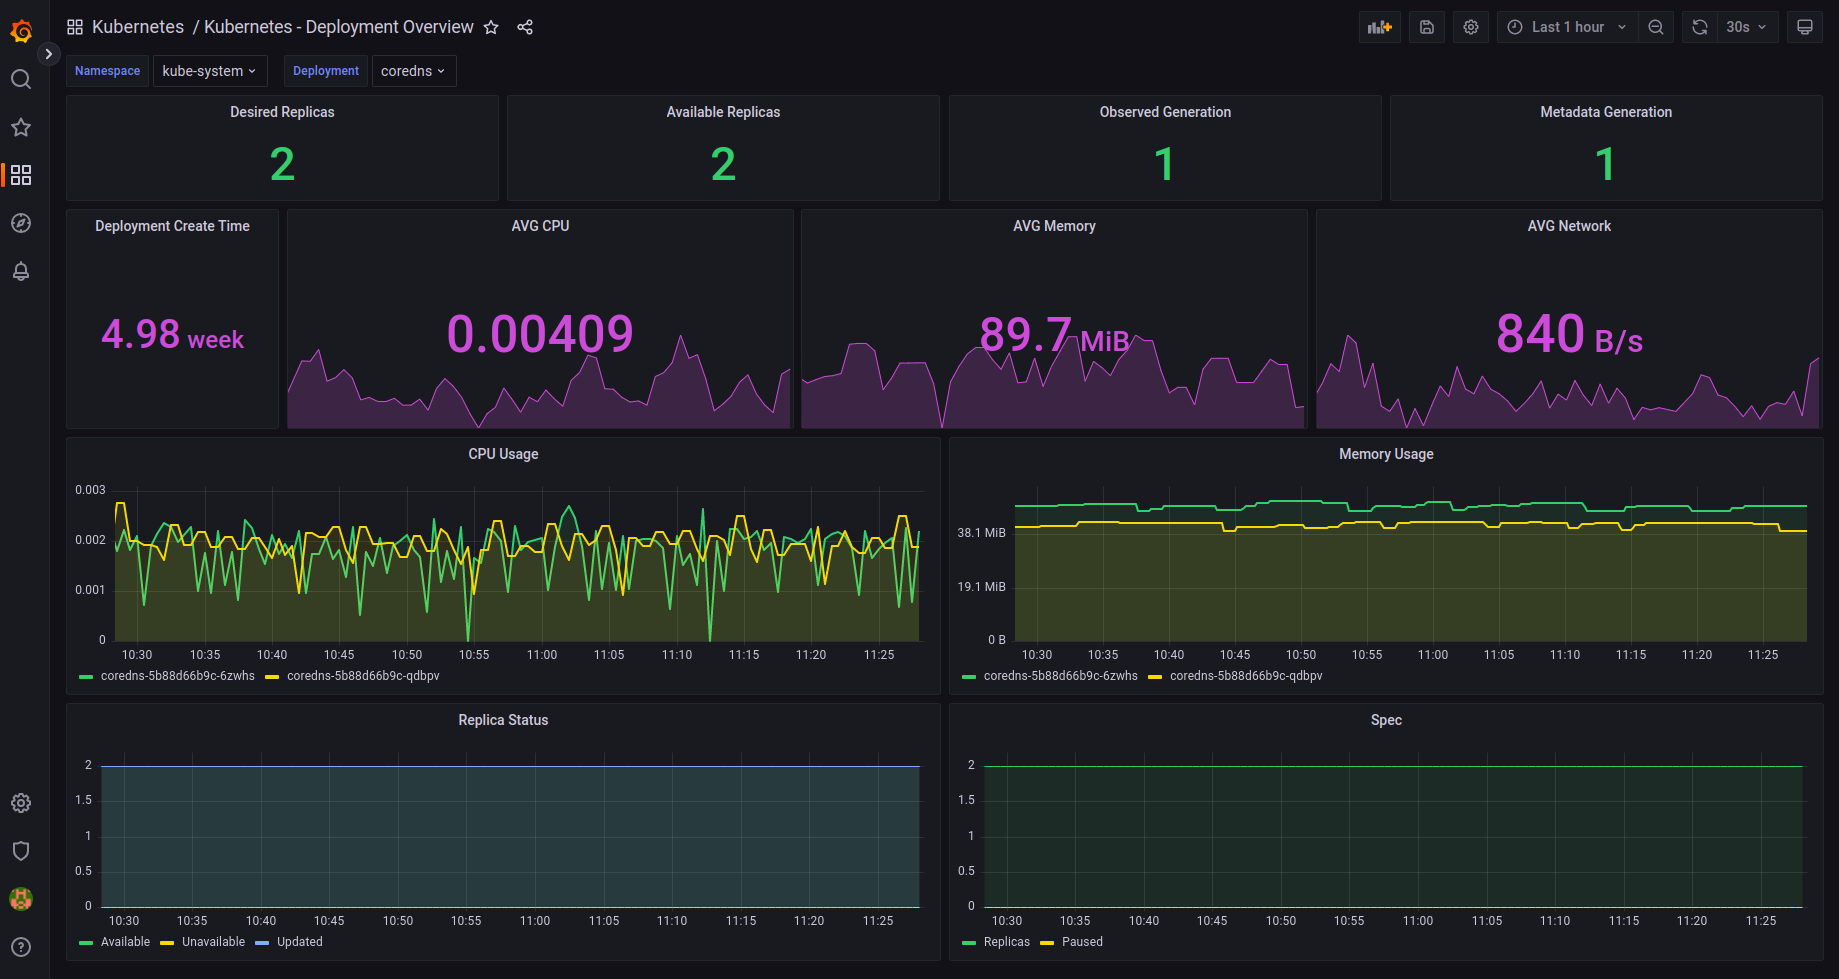 Kubernetes / Kubernetes - Deployment Overview
Last 1 hour
30s
Namespace kube-system Deployment coredns
Desired Replicas
2
Available Replicas
2
Observed Generation
1
Metadata Generation
1
Deployment Create Time
4.98 week
AVG CPU
0.00409
AVG Memory
89.7 MiB
AVG Network
840 B/s
CPU Usage
0.003
0.002
0.001
0
10:30 10:35 10:40 10:45 10:50 10:55 11:00 11:05 11:10 11:15 11:20 11:25
coredns-5b88d66b9c-6zwhs coredns-5b88d66b9c-qdbpv
Memory Usage
38.1 MiB
19.1 MiB
0 B
10:30 10:35 10:40 10:45 10:50 10:55 11:00 11:05 11:10 11:15 11:20 11:25
coredns-5b88d66b9c-6zwhs coredns-5b88d66b9c-qdbpv
Replica Status
2
1.5
1
0.5
0
10:30 10:35 10:40 10:45 10:50 10:55 11:00 11:05 11:10 11:15 11:20 11:25
Available Unavailable Updated
Spec
2
1.5
1
0.5
0
10:30 10:35 10:40 10:45 10:50 10:55 11:00 11:05 11:10 11:15 11:20 11:25
Replicas Paused